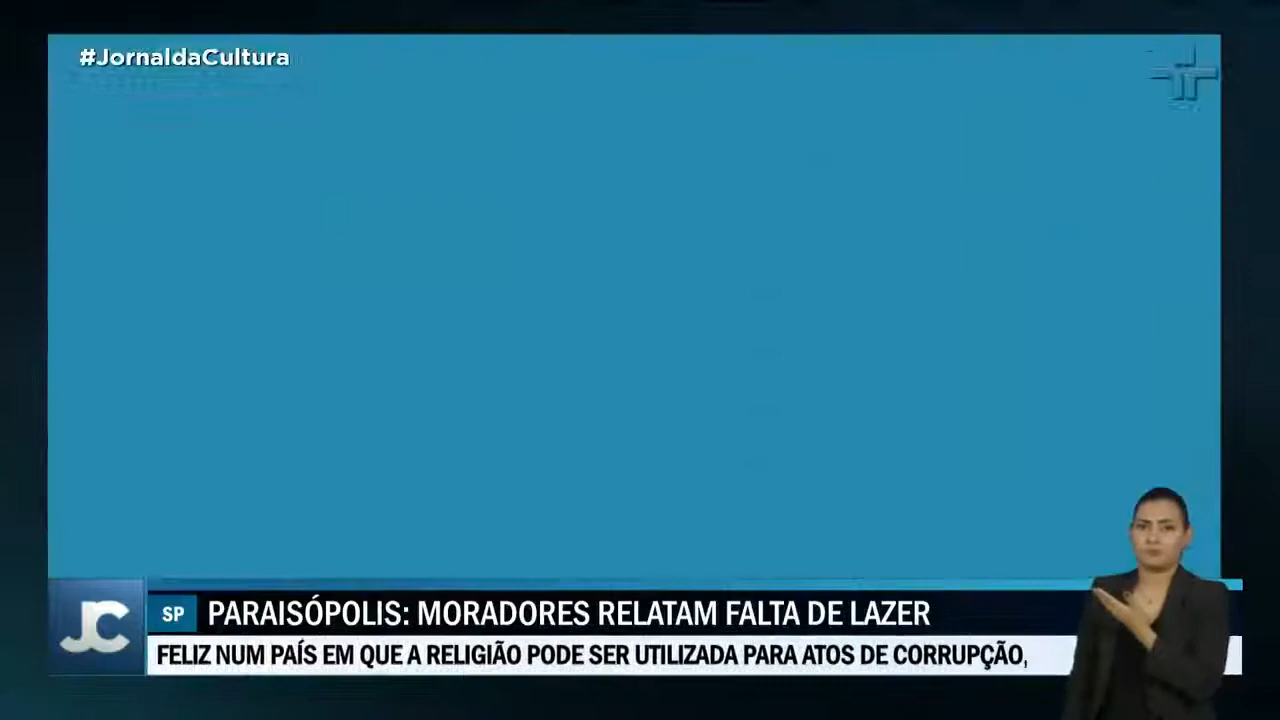 #JornaldaCultura
JC
SP
PARAISÓPOLIS: MORADORES RELATAM FALTA DE LAZER
FELIZ NUM PAÍS EM QUE A RELIGIÃO PODE SER UTILIZADA PARA ATOS DE CORRUPÇÃO,